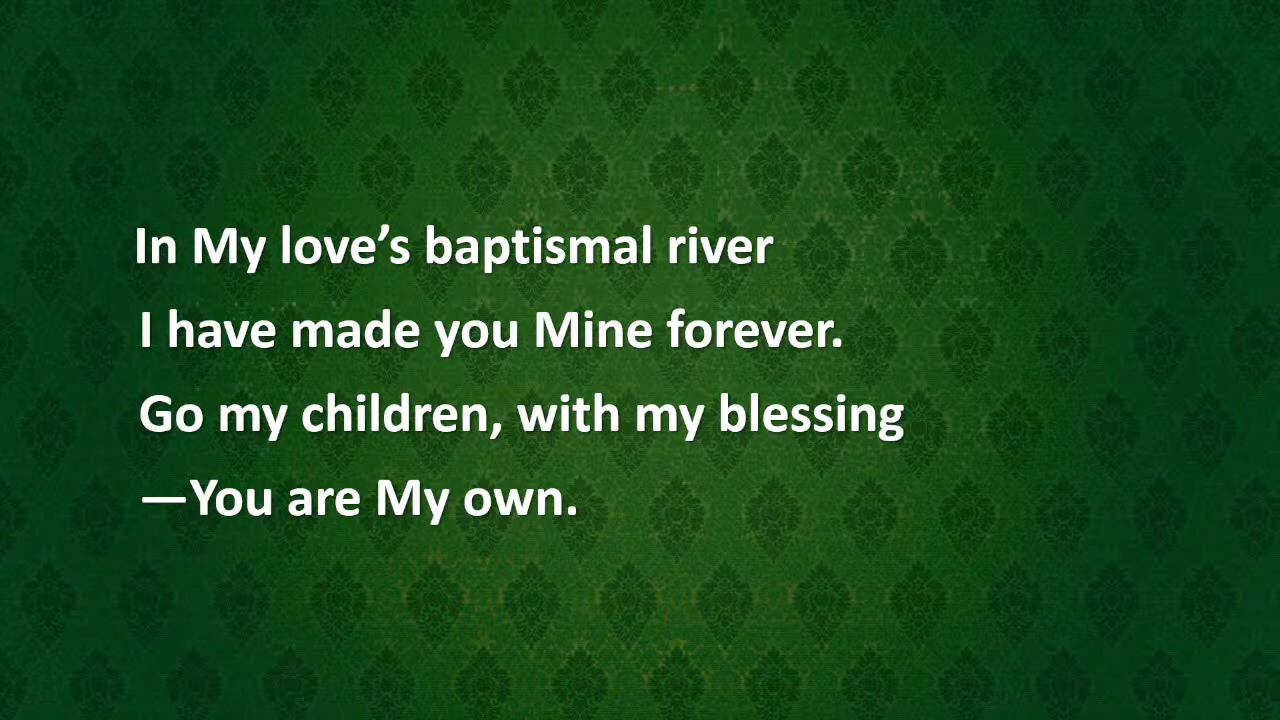 In My love’s baptismal river
I have made you Mine forever.
Go my children, with my blessing
—You are My own.